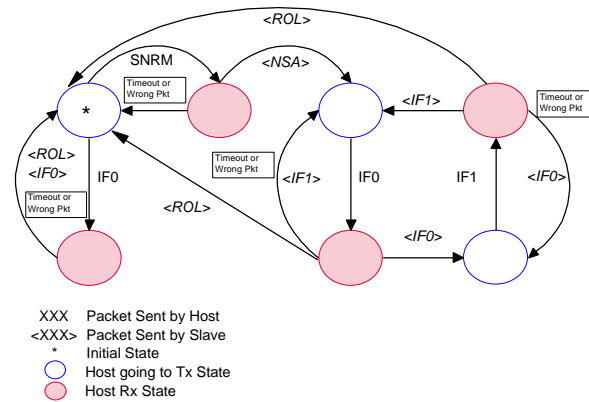 <ROL>
SNRM
<NSA>
Timeout or
Wrong Pkt
<IF1>
Timeout or
Wrong Pkt
*
<ROL>
<IF0>
IF0
Timeout or
Wrong Pkt
<IF1>
IF0
IF1
<IF0>
Timeout or
Wrong Pkt
<ROL>
<IF0>
XXX Packet Sent by Host
<XXX> Packet Sent by Slave
* Initial State
Host going to Tx State
Host Rx State